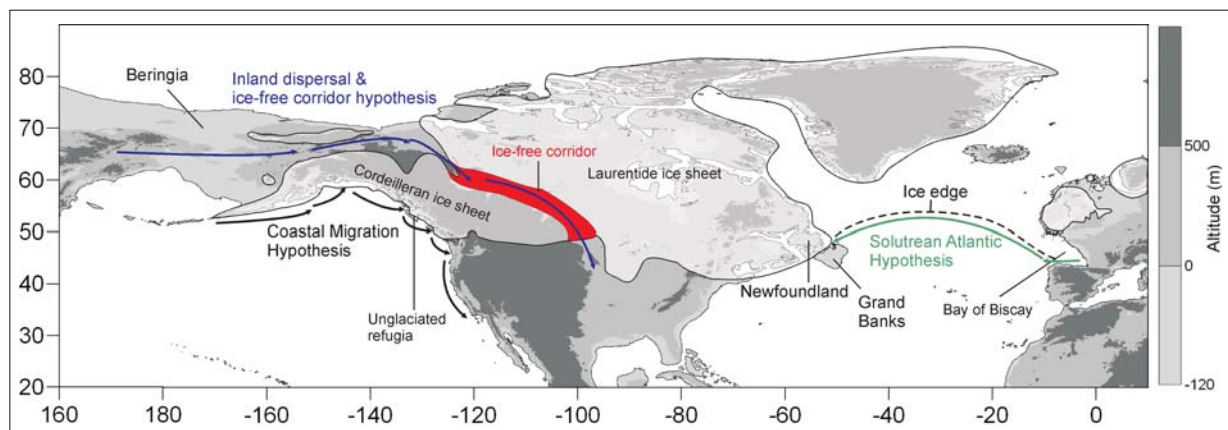 Beringia
Inland dispersal &
ice-free corridor hypothesis
Ice-free corridor
Laurentide ice sheet
Cordeilleran ice sheet
Coastal Migration
Hypothesis
Unglaciated
refugia
Newfoundland
Grand
Banks
Ice edge
Solutrean Atlantic
Hypothesis
Bay of Biscay
80
70
60
50
40
30
20
160
180
-160
-140
-120
-100
-80
-60
-40
-20
0
500
0
-120
Altitude (m)